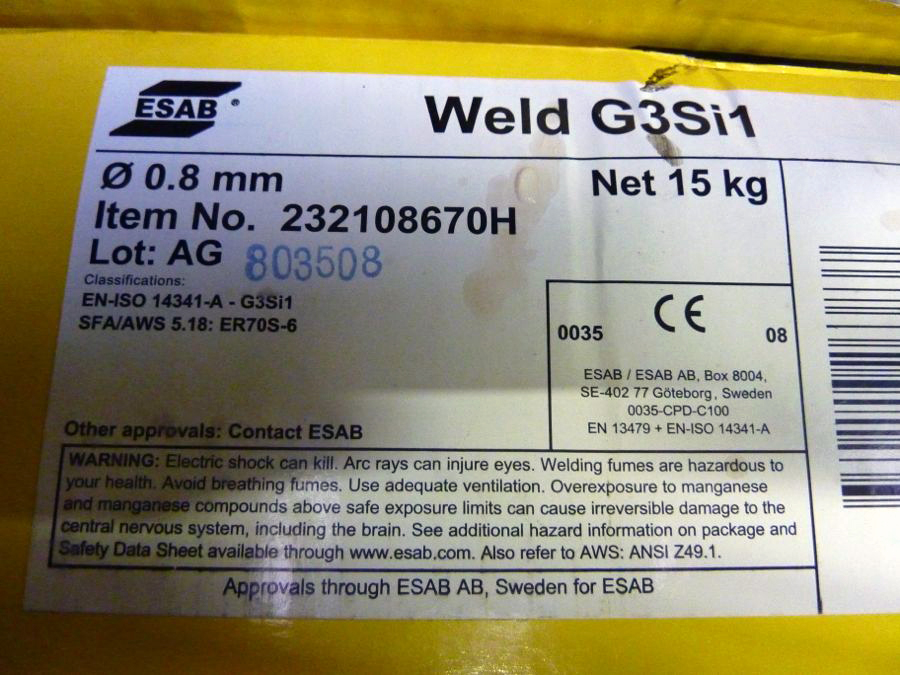 ESAB ®
Weld G3Si1
Ø 0.8 mm
Net 15 kg
Item No. 232108670H
Lot: AG 803508
Classifications:
EN-ISO 14341-A - G3Si1
SFA/AWS 5.18: ER70S-6
CE
0035
08
ESAB / ESAB AB, Box 8004,
SE-402 77 Göteborg, Sweden
0035-CPD-C100
EN 13479 + EN-ISO 14341-A
Other approvals: Contact ESAB
WARNING: Electric shock can kill. Arc rays can injure eyes. Welding fumes are hazardous to
your health. Avoid breathing fumes. Use adequate ventilation. Overexposure to manganese
and manganese compounds above safe exposure limits can cause irreversible damage to the
central nervous system, including the brain. See additional hazard information on package and
Safety Data Sheet available through www.esab.com. Also refer to AWS: ANSI Z49.1.
Approvals through ESAB AB, Sweden for ESAB